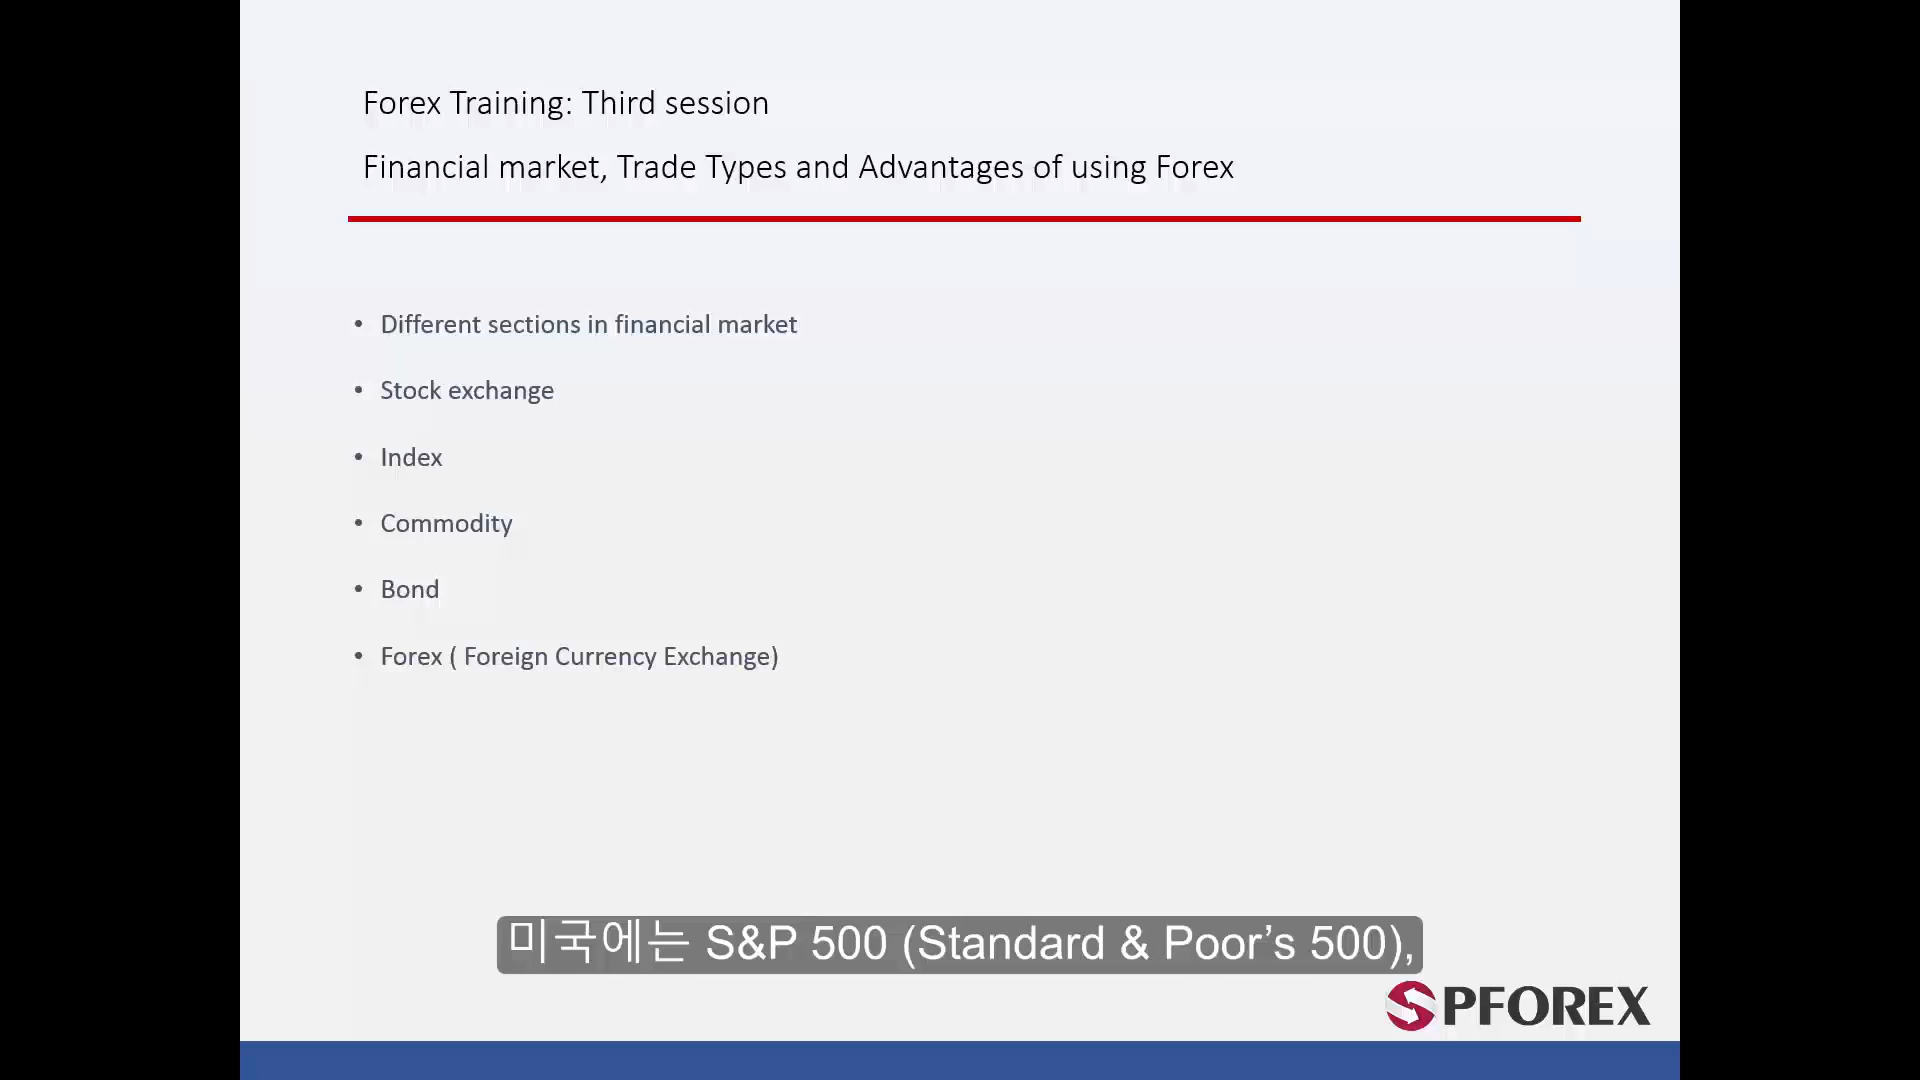 Forex Training: Third session
Financial market, Trade Types and Advantages of using Forex
• Different sections in financial market
• Stock exchange
• Index
• Commodity
• Bond
• Forex ( Foreign Currency Exchange)
미국에는 S&P 500 (Standard & Poor’s 500),
SPFOREX